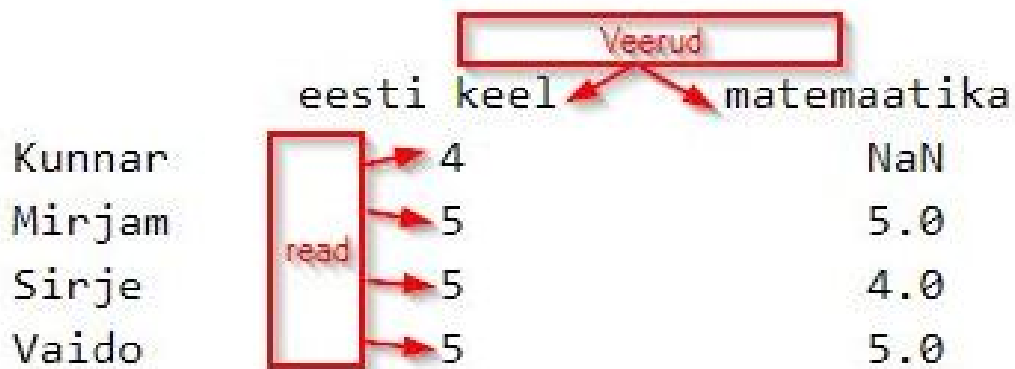 Veerud
eesti keel matemaatika
Kunnar 4 NaN
Mirjam 5 5.0
read
Sirje 5 4.0
Vaido 5 5.0